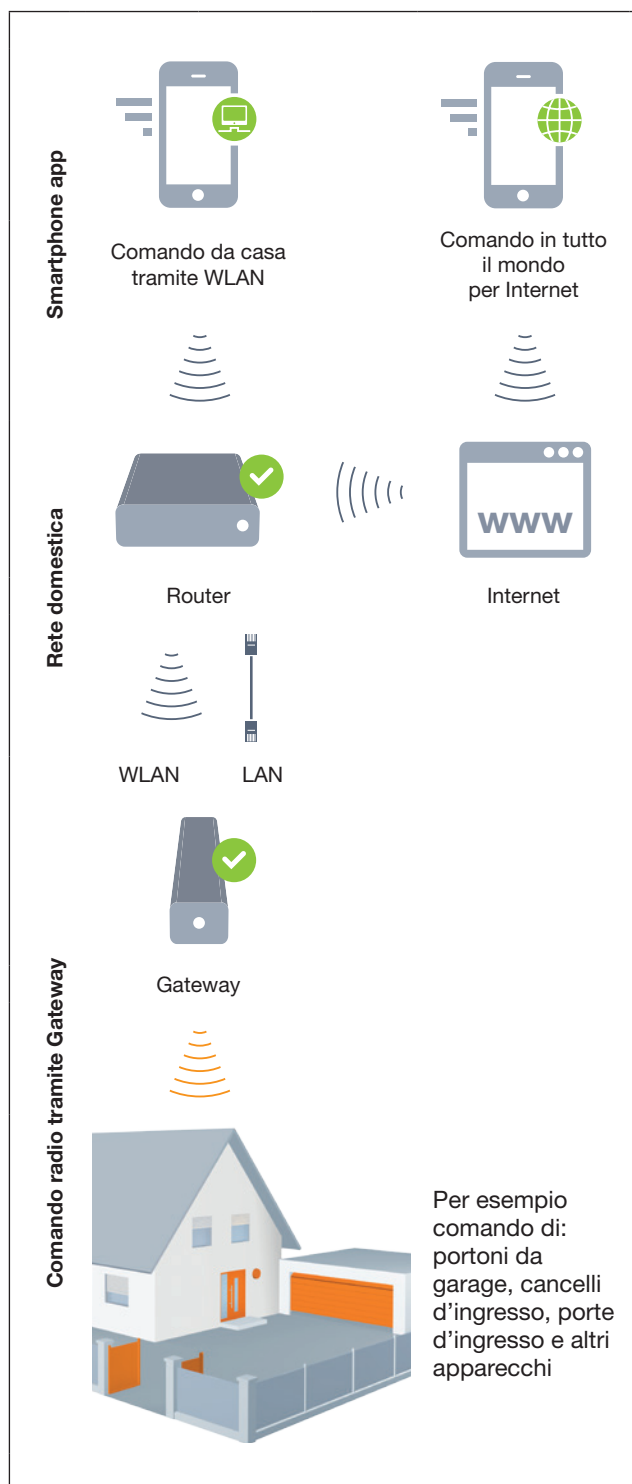 Smartphone app
Comando da casa
tramite WLAN
Comando in tutto
il mondo
per Internet
Rete domestica
www
Router
Internet
WLAN
LAN
Comando radio tramite Gateway
Gateway
Per esempio
comando di:
portoni da
garage, cancelli
d'ingresso, porte
d'ingresso e altri
apparecchi